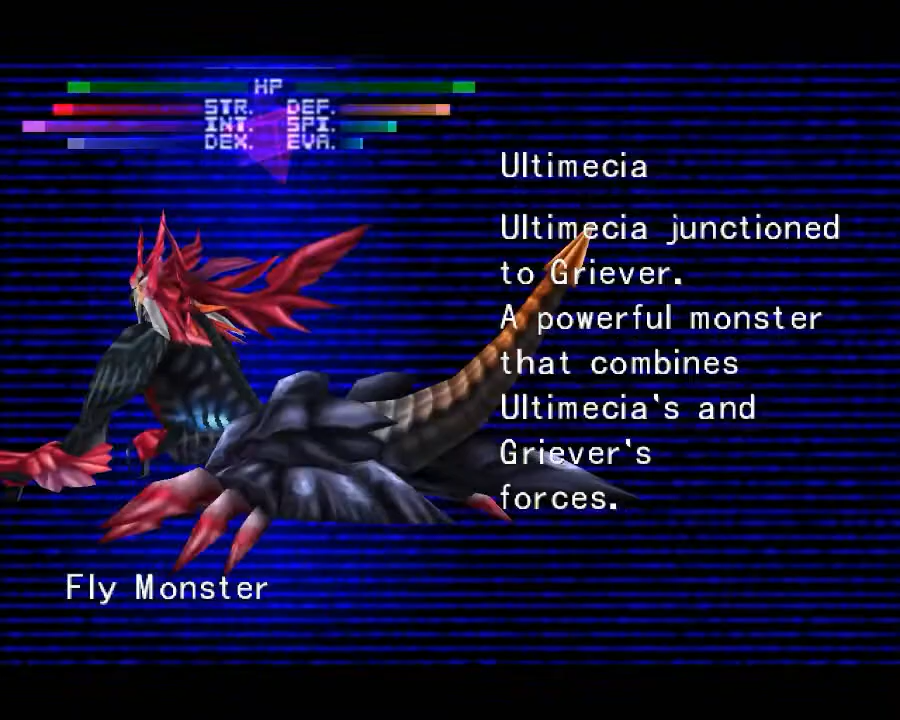 HP
STR. DEF.
INT. SPI.
DEX. EVA.
Ultimecia
Ultimecia junctioned
to Griever.
A powerful monster
that combines
Ultimecia's and
Griever's
forces.
Fly Monster